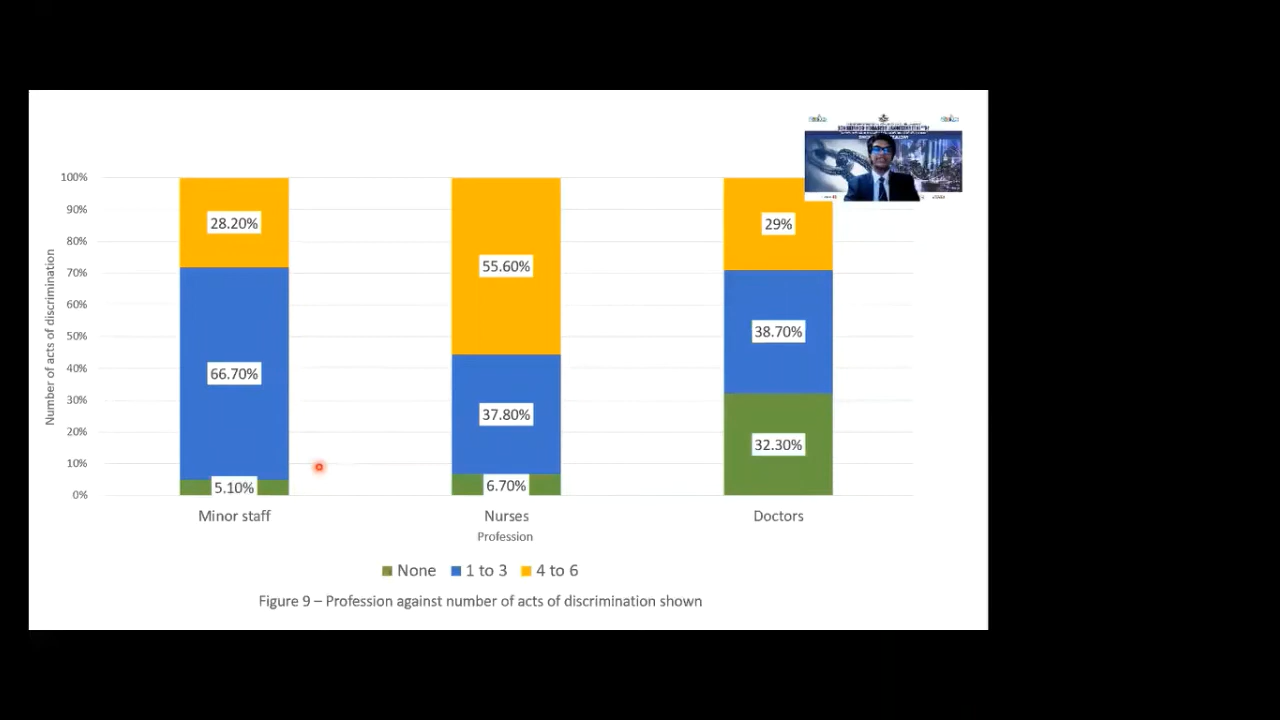 100%
90%
80%
70%
60%
50%
40%
30%
20%
10%
0%
Number of acts of discrimination
28.20%
66.70%
5.10%
55.60%
37.80%
6.70%
29%
38.70%
32.30%
Minor staff
Nurses
Doctors
Profession
None
1 to 3
4 to 6
Figure 9 – Profession against number of acts of discrimination shown